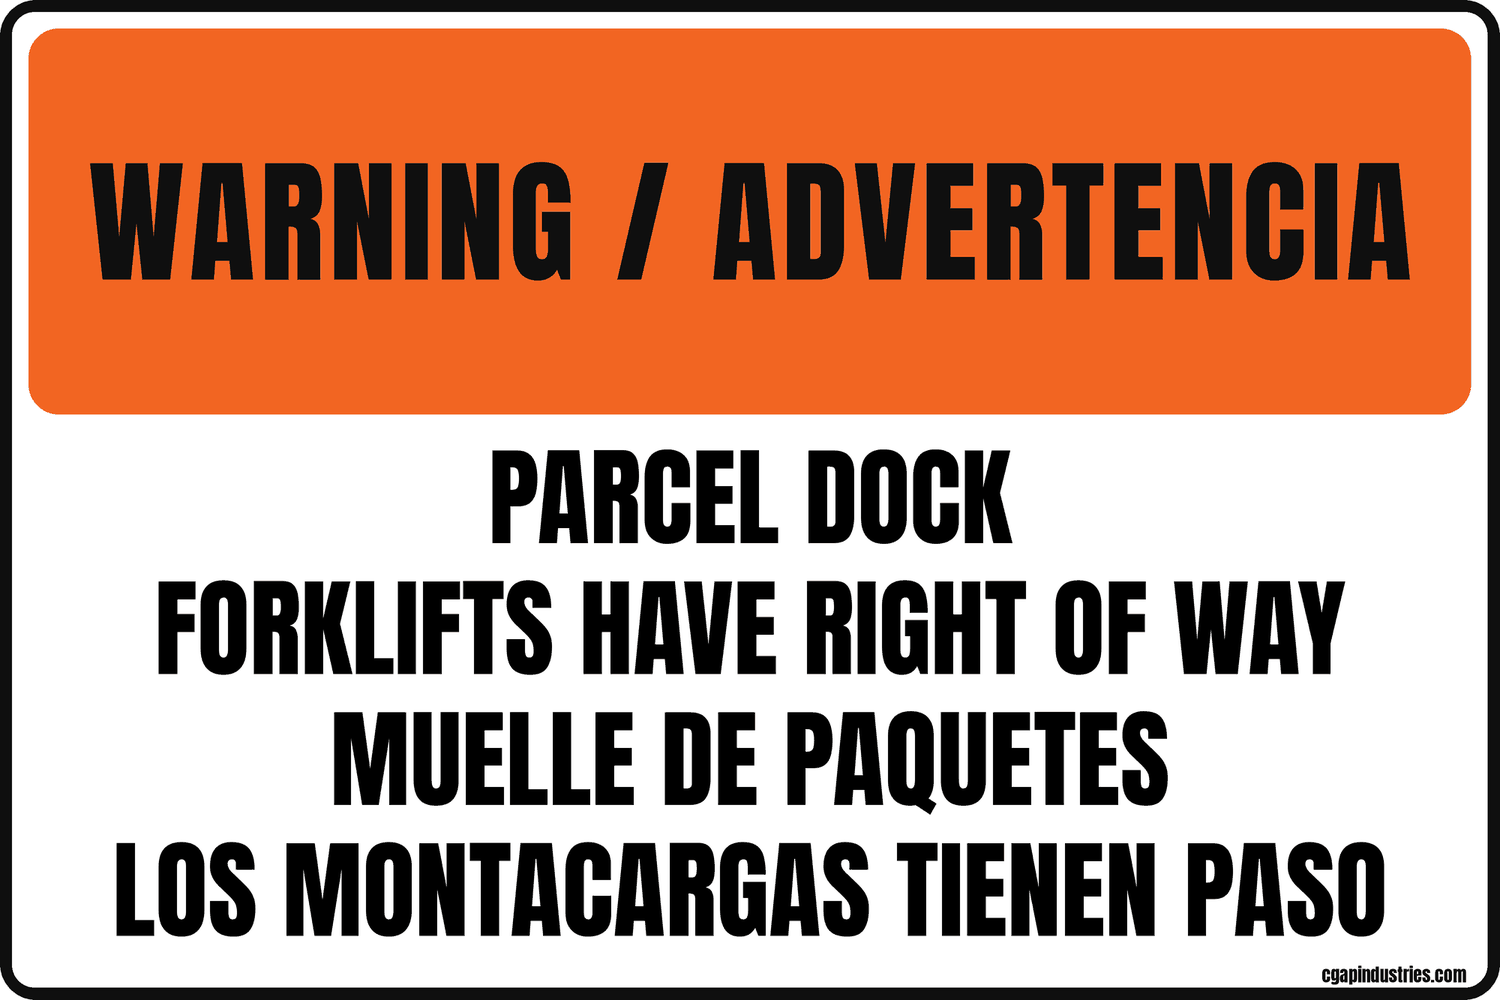 WARNING / ADVERTENCIA
PARCEL DOCK
FORKLIFTS HAVE RIGHT OF WAY
MUELLE DE PAQUETES
LOS MONTACARGAS TIENEN PASO
cgapindustries.com